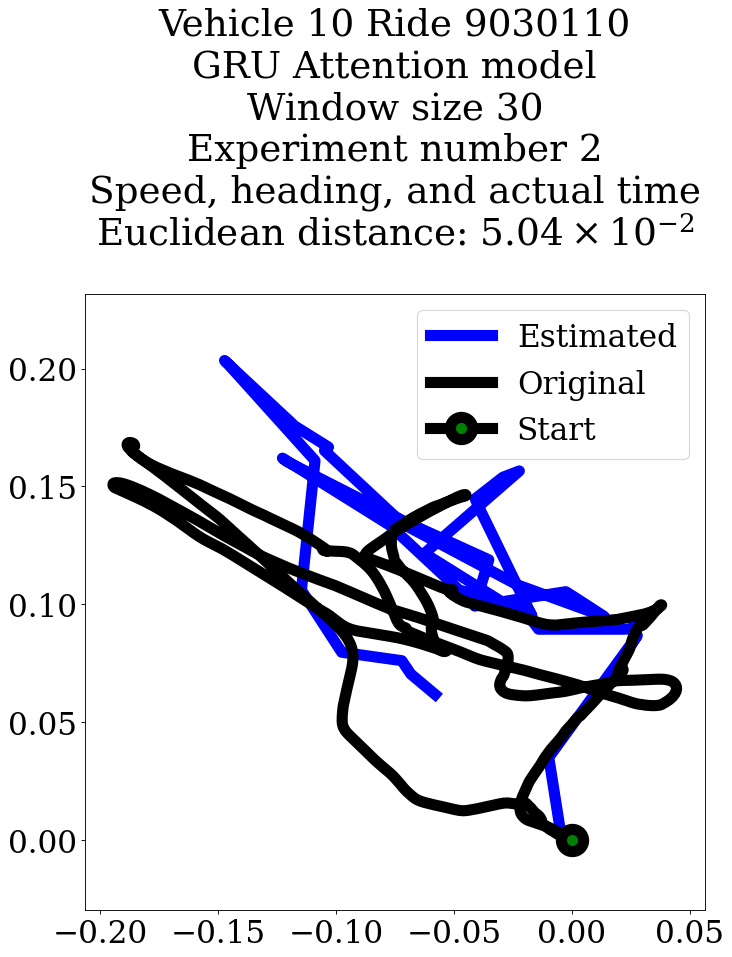 Vehicle 10 Ride 9030110
GRU Attention model
Window size 30
Experiment number 2
Speed, heading, and actual time
Euclidean distance: 5.04 × 10⁻²
Estimated
Original
Start
0.20
0.15
0.10
0.05
0.00
−0.20 −0.15 −0.10 −0.05 0.00 0.05